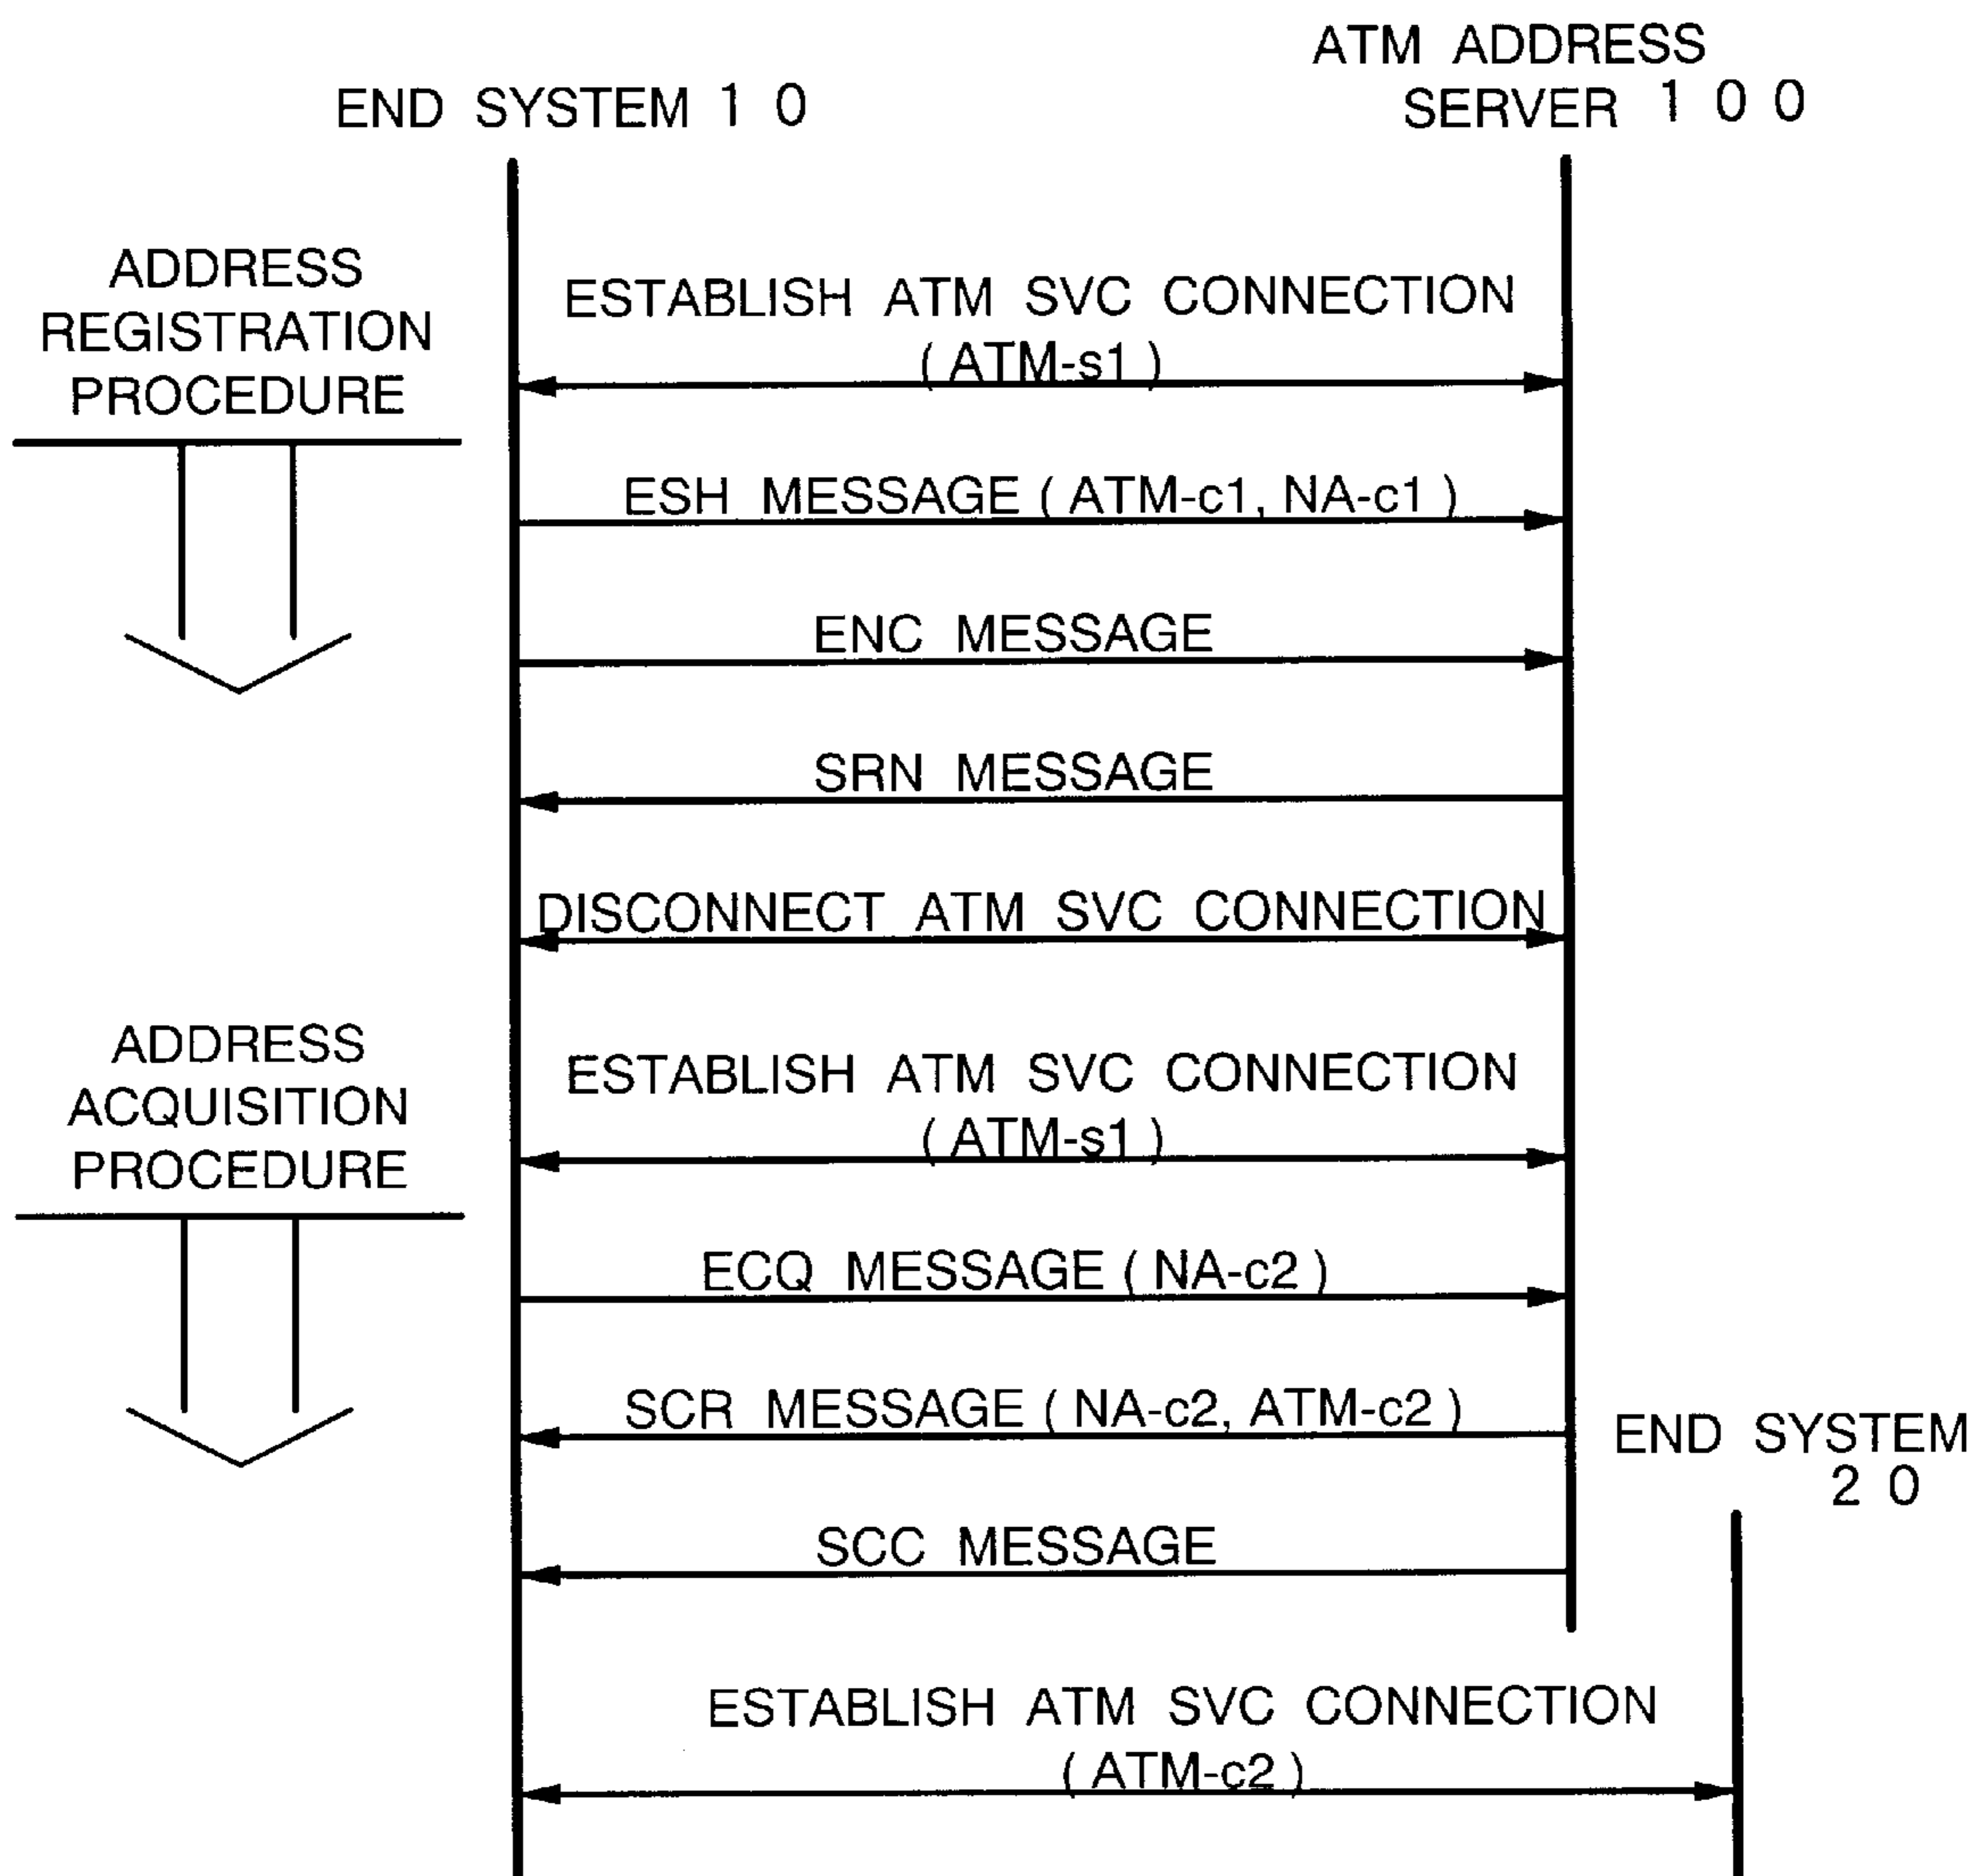 END SYSTEM 1 0
ATM ADDRESS
SERVER 1 0 0
ADDRESS
REGISTRATION
PROCEDURE
ESTABLISH ATM SVC CONNECTION
( ATM-s1 )
ESH MESSAGE ( ATM-c1, NA-c1 )
ENC MESSAGE
SRN MESSAGE
DISCONNECT ATM SVC CONNECTION
ADDRESS
ACQUISITION
PROCEDURE
ESTABLISH ATM SVC CONNECTION
( ATM-s1 )
ECQ MESSAGE ( NA-c2 )
SCR MESSAGE ( NA-c2, ATM-c2 )
END SYSTEM
2 0
SCC MESSAGE
ESTABLISH ATM SVC CONNECTION
( ATM-c2 )